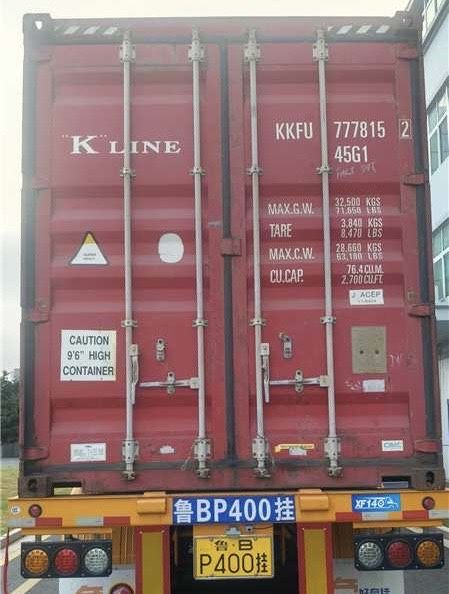 "K" LINE
KKFU 777815 2
45G1
MAX.G.W. 32,500 KGS
71,650 LBS
TARE 3,840 KGS
8,470 LBS
MAX.C.W. 28,660 KGS
63,180 LBS
CU.CAP. 76.4 CU.M.
2,700 CU.FT.
J ACEP
CAUTION
9'6" HIGH
CONTAINER
CIMC
鲁BP400挂
XF140
鲁·B
P400挂